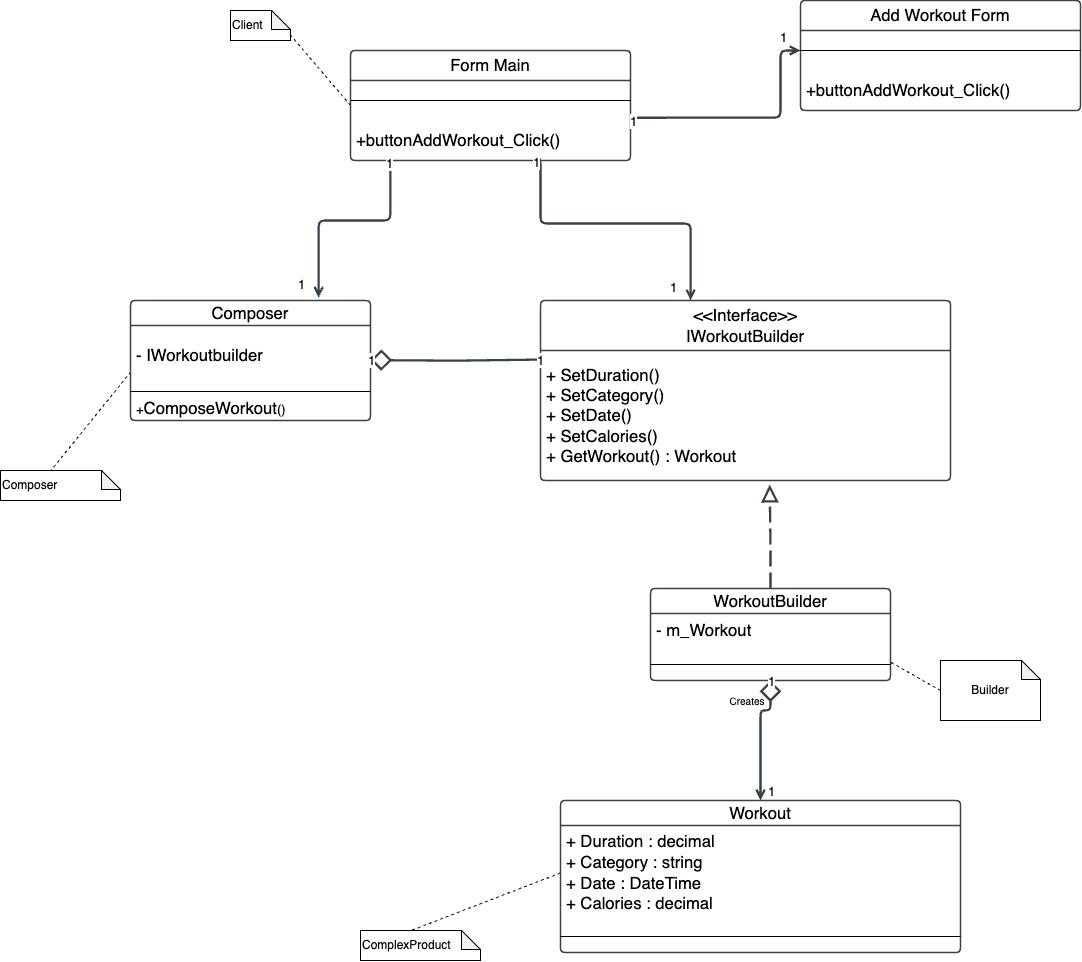 Add Workout Form
Client
1
Form Main
+buttonAddWorkout_Click()
1
+buttonAddWorkout_Click()
1
1
1
1
Composer
<<Interface>>
IWorkoutBuilder
- IWorkoutbuilder
1
1
+ SetDuration()
+ SetCategory()
+ComposeWorkout()
+ SetDate()
+ SetCalories()
+ GetWorkout() : Workout
Composer
WorkoutBuilder
- m_Workout
1
Builder
Creates
1
Workout
+ Duration : decimal
+ Category : string
+ Date : DateTime
+ Calories : decimal
ComplexProduct